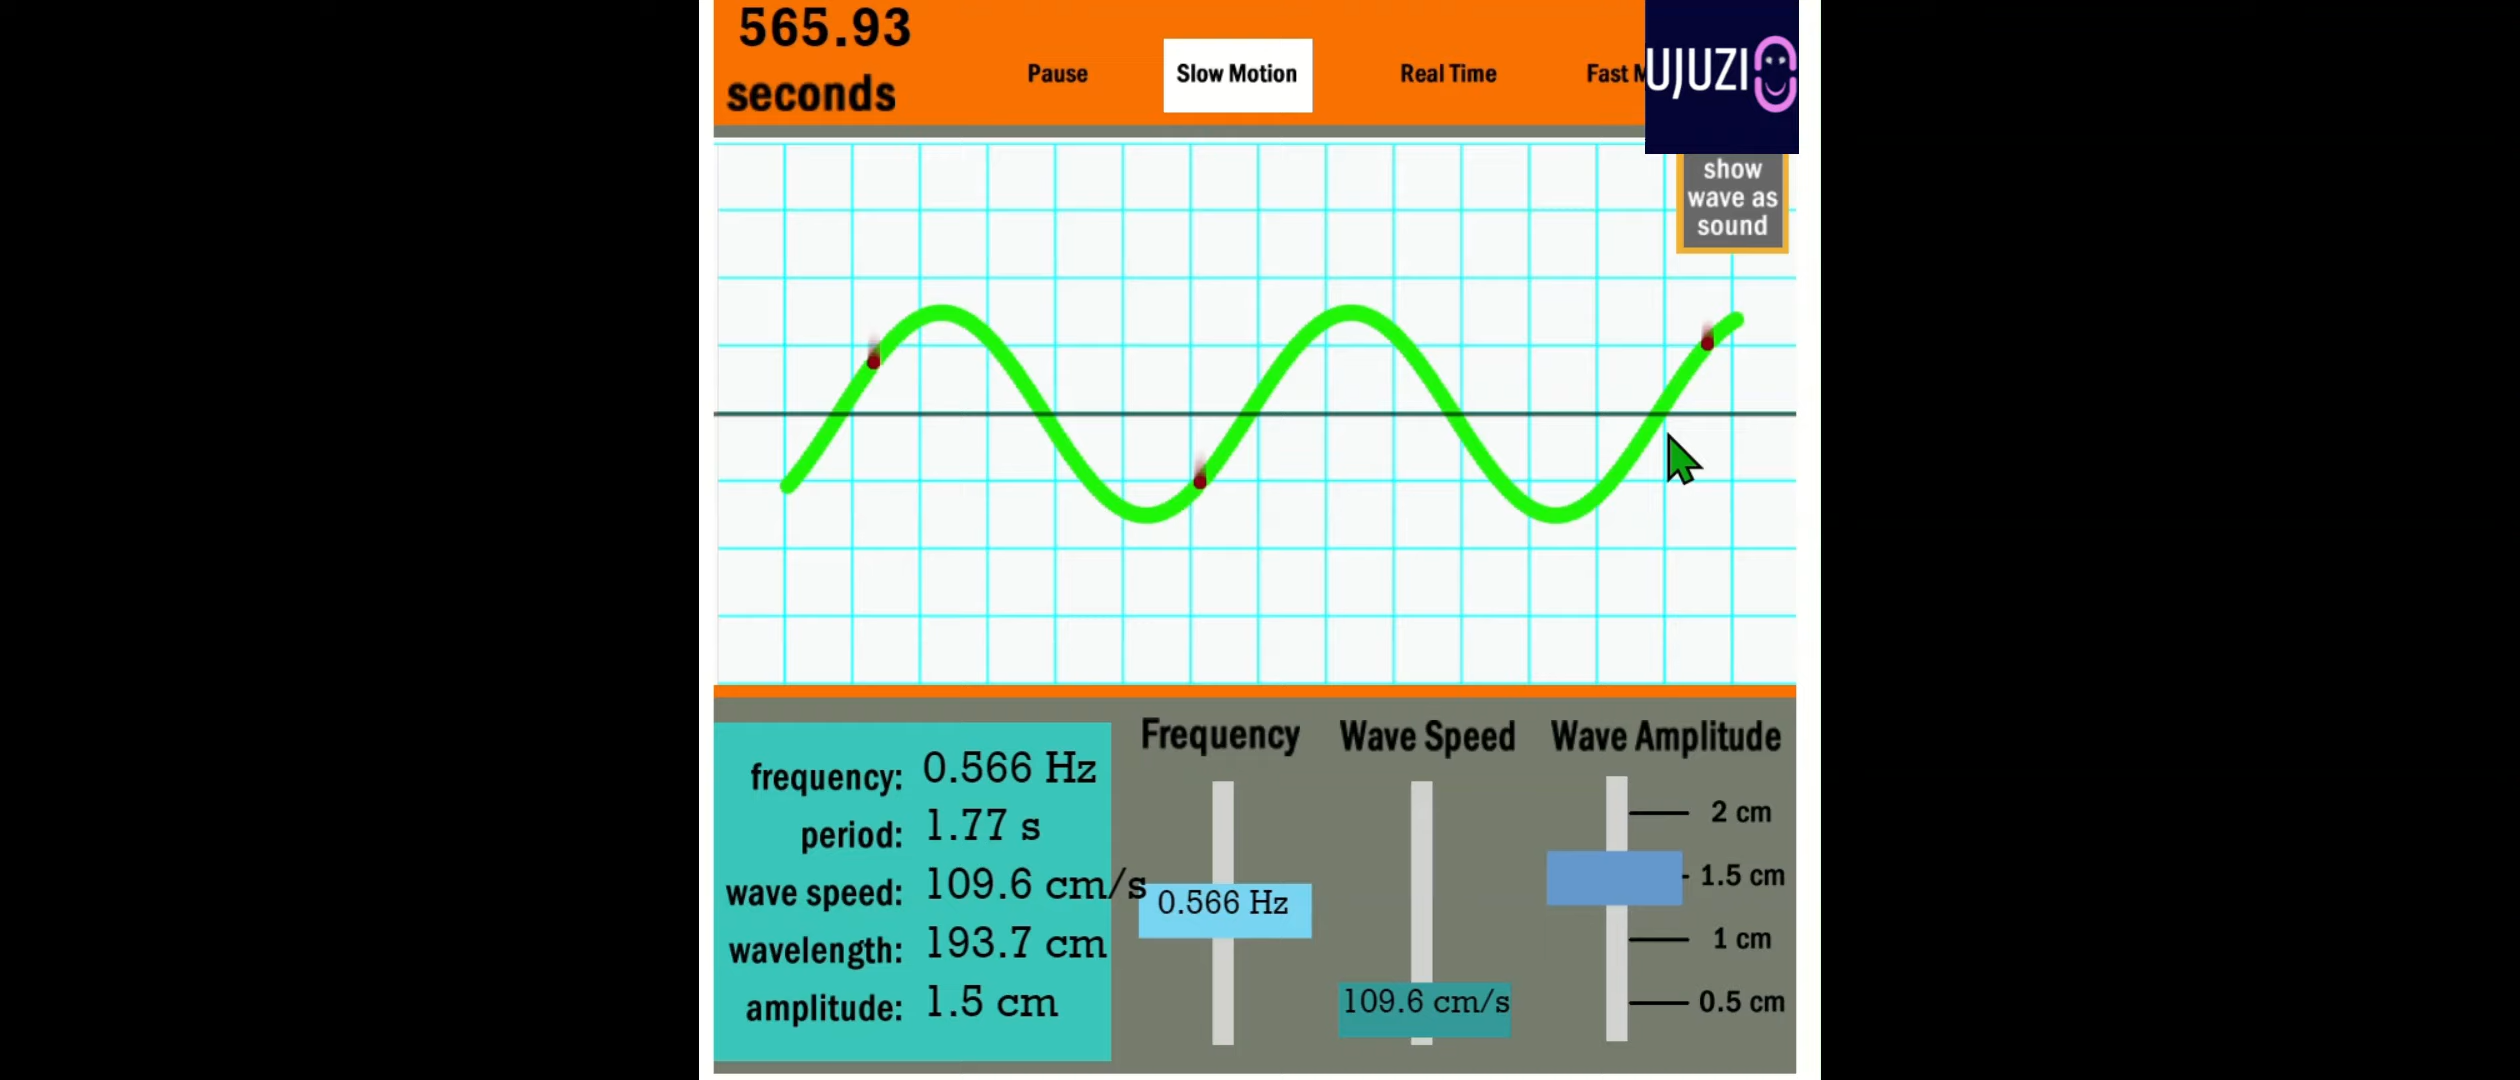 565.93
seconds
Pause
Slow Motion
Real Time
Fast M
UJUZI
show
wave as
sound
frequency: 0.566 Hz
period: 1.77 s
wave speed: 109.6 cm/s
wavelength: 193.7 cm
amplitude: 1.5 cm
Frequency
0.566 Hz
Wave Speed
109.6 cm/s
Wave Amplitude
2 cm
1.5 cm
1 cm
0.5 cm